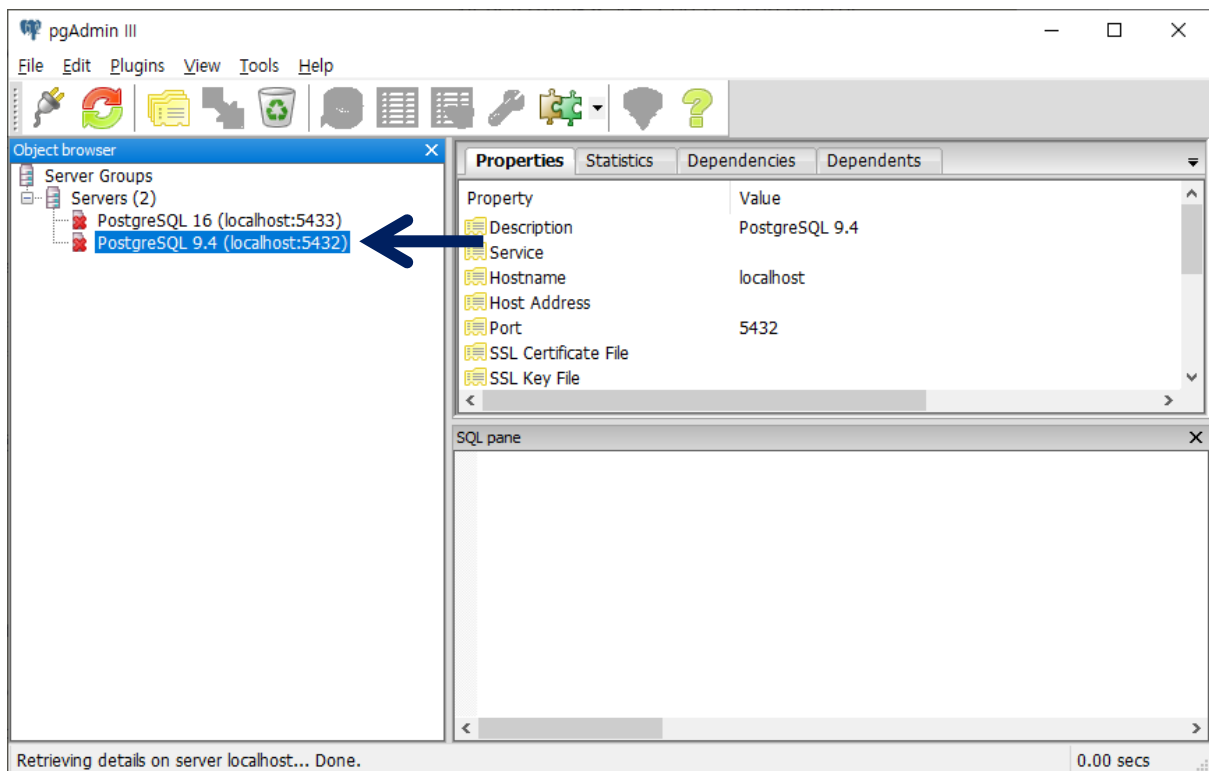 pgAdmin III
File Edit Plugins View Tools Help
Object browser
Server Groups
Servers (2)
PostgreSQL 16 (localhost:5433)
PostgreSQL 9.4 (localhost:5432)
Properties Statistics Dependencies Dependents
Property Value
Description PostgreSQL 9.4
Service
Hostname localhost
Host Address
Port 5432
SSL Certificate File
SSL Key File
SQL pane
Retrieving details on server localhost... Done. 0.00 secs